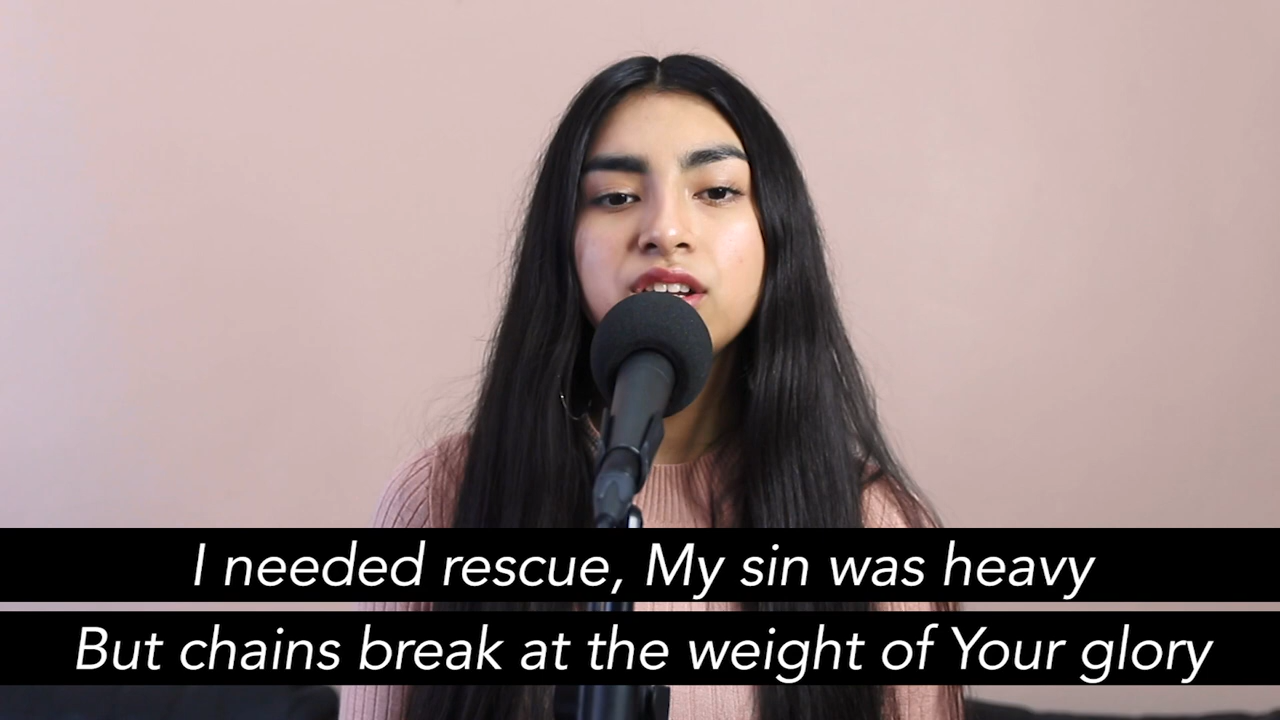 I needed rescue, My sin was heavy
But chains break at the weight of Your glory